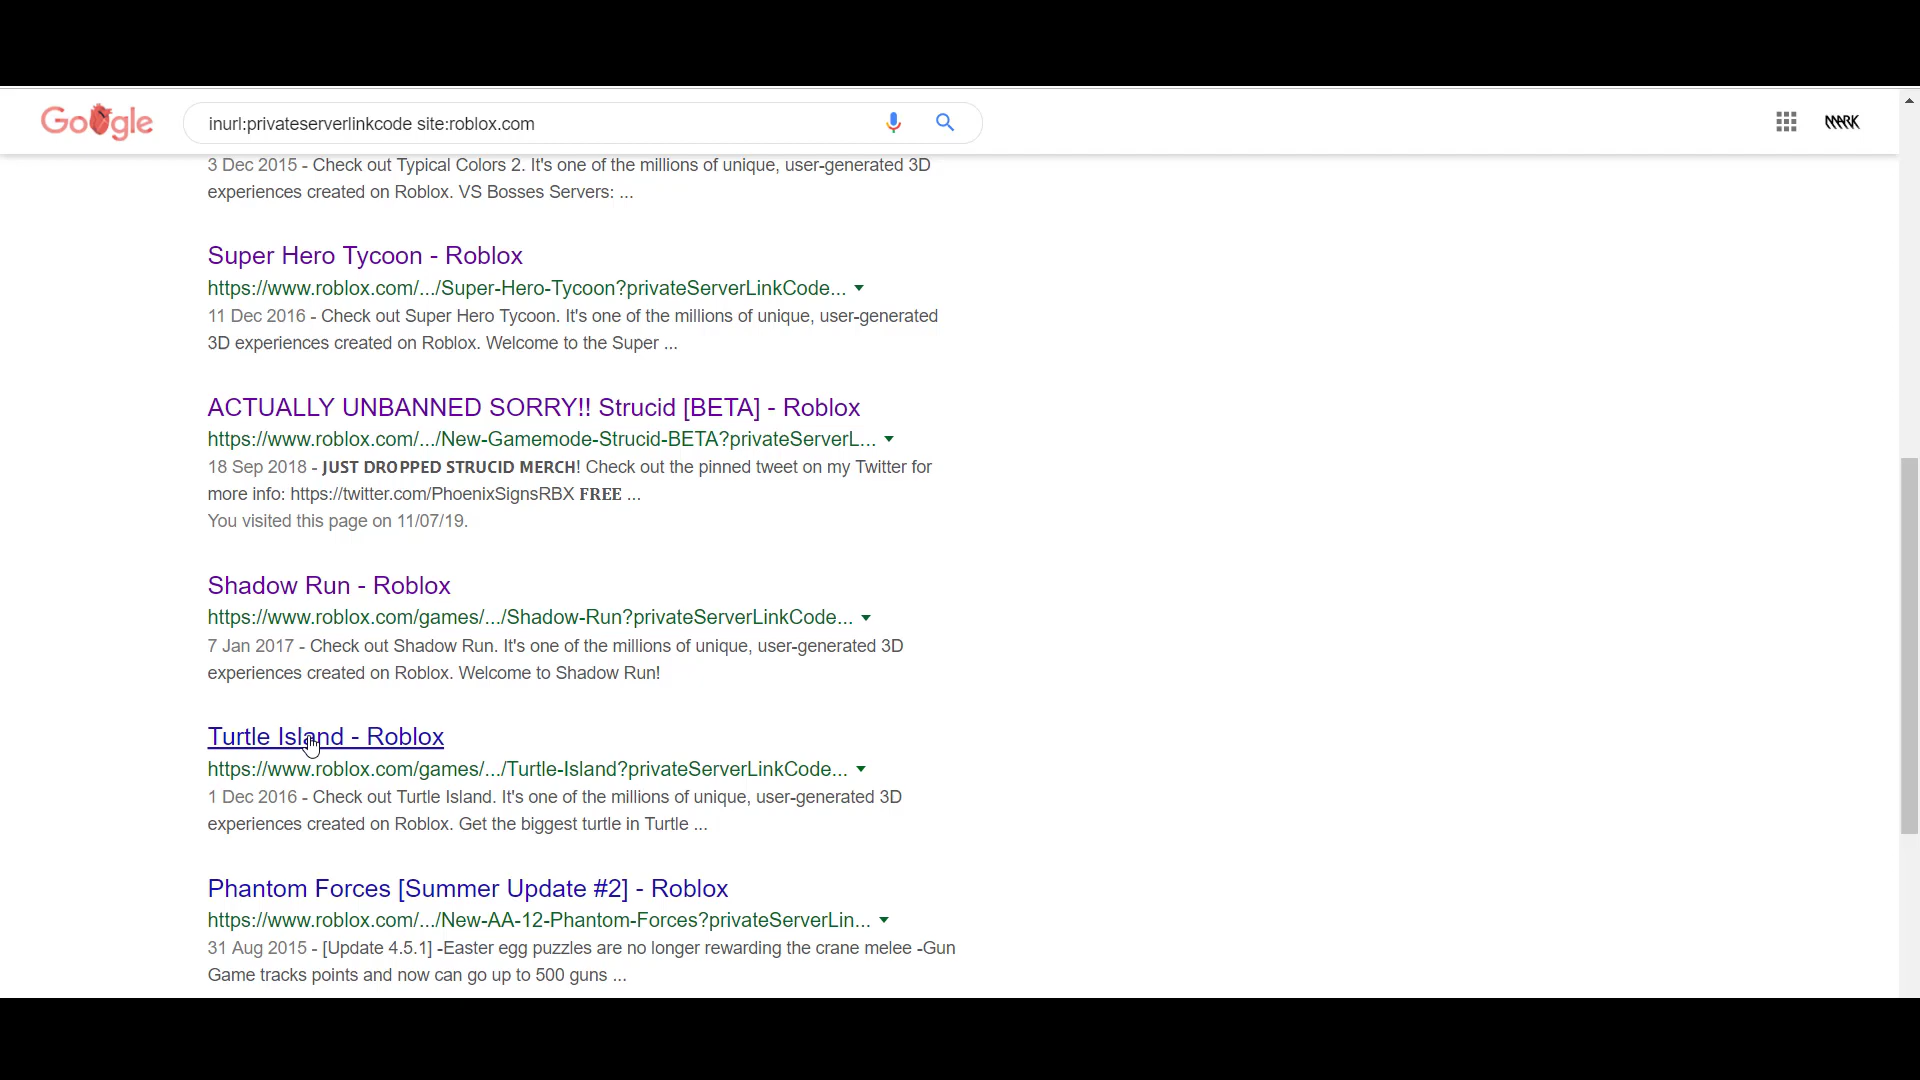 Google
inurl:privateserverlinkcode site:roblox.com
MARK
3 Dec 2015 - Check out Typical Colors 2. It's one of the millions of unique, user-generated 3D
experiences created on Roblox. VS Bosses Servers: ...
Super Hero Tycoon - Roblox
https://www.roblox.com/.../Super-Hero-Tycoon?privateServerLinkCode...
11 Dec 2016 - Check out Super Hero Tycoon. It's one of the millions of unique, user-generated
3D experiences created on Roblox. Welcome to the Super ...
ACTUALLY UNBANNED SORRY!! Strucid [BETA] - Roblox
https://www.roblox.com/.../New-Gamemode-Strucid-BETA?privateServerL...
18 Sep 2018 - JUST DROPPED STRUCID MERCH! Check out the pinned tweet on my Twitter for
more info: https://twitter.com/PhoenixSignsRBX FREE ...
You visited this page on 11/07/19.
Shadow Run - Roblox
https://www.roblox.com/games/.../Shadow-Run?privateServerLinkCode...
7 Jan 2017 - Check out Shadow Run. It's one of the millions of unique, user-generated 3D
experiences created on Roblox. Welcome to Shadow Run!
Turtle Island - Roblox
https://www.roblox.com/games/.../Turtle-Island?privateServerLinkCode...
1 Dec 2016 - Check out Turtle Island. It's one of the millions of unique, user-generated 3D
experiences created on Roblox. Get the biggest turtle in Turtle ...
Phantom Forces [Summer Update #2] - Roblox
https://www.roblox.com/.../New-AA-12-Phantom-Forces?privateServerLin...
31 Aug 2015 - [Update 4.5.1] -Easter egg puzzles are no longer rewarding the crane melee -Gun
Game tracks points and now can go up to 500 guns ...